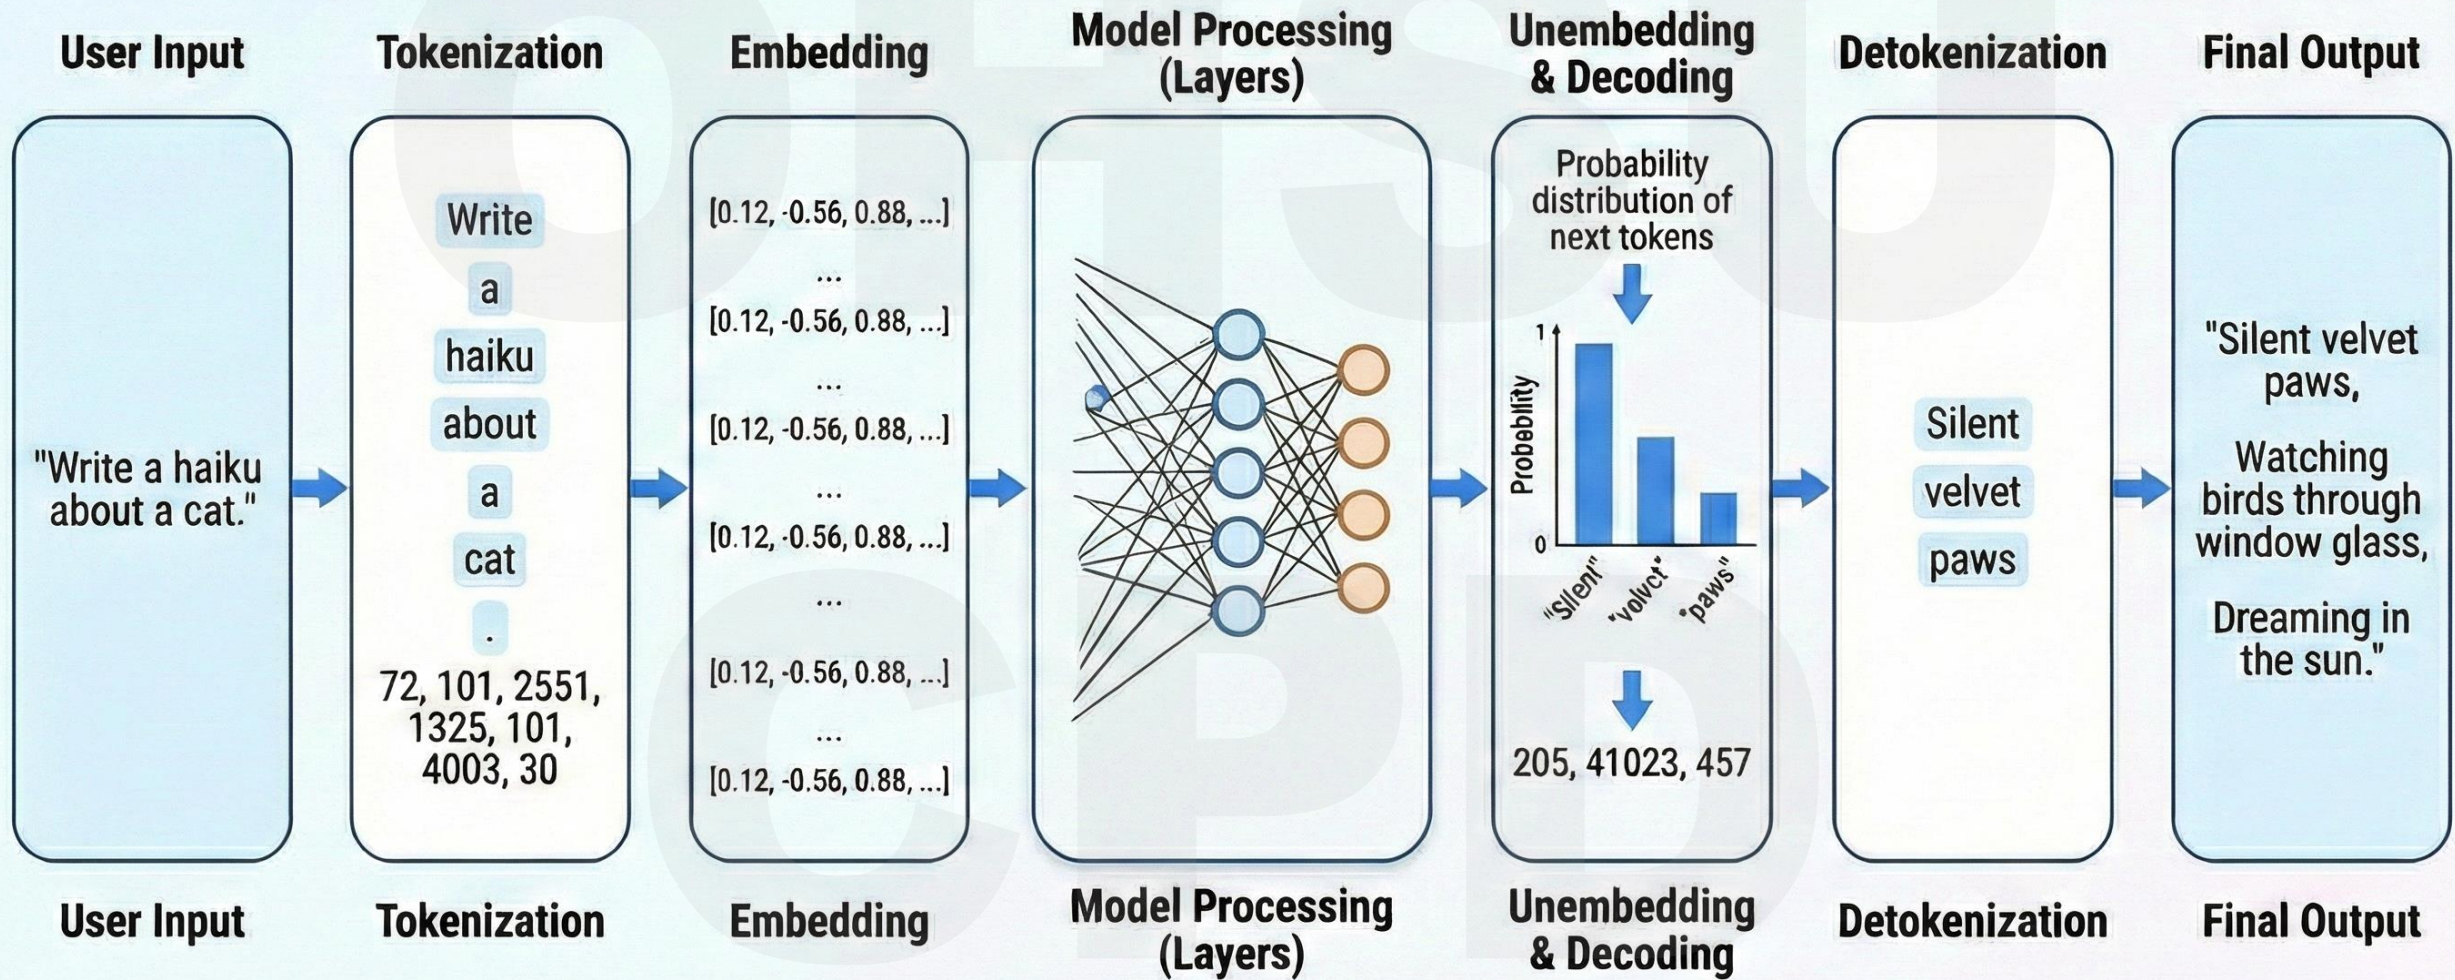 User Input
Tokenization
Embedding
Model Processing
(Layers)
Unembedding
& Decoding
Detokenization
Final Output
"Write a haiku
about a cat."
Write
a
haiku
about
a
cat
.
72, 101, 2551,
1325, 101,
4003, 30
[0.12, -0.56, 0.88, ...]
...
[0.12, -0.56, 0.88, ...]
...
[0.12, -0.56, 0.88, ...]
...
[0.12, -0.56, 0.88, ...]
...
[0.12, -0.56, 0.88, ...]
...
[0.12, -0.56, 0.88, ...]
Probability
distribution of
next tokens
1
Probability
0
"Silent"
"volvct"
"paws"
205, 41023, 457
Silent
velvet
paws
"Silent velvet
paws,
Watching
birds through
window glass,
Dreaming in
the sun."
User Input
Tokenization
Embedding
Model Processing
(Layers)
Unembedding
& Decoding
Detokenization
Final Output
OHSU
CPD